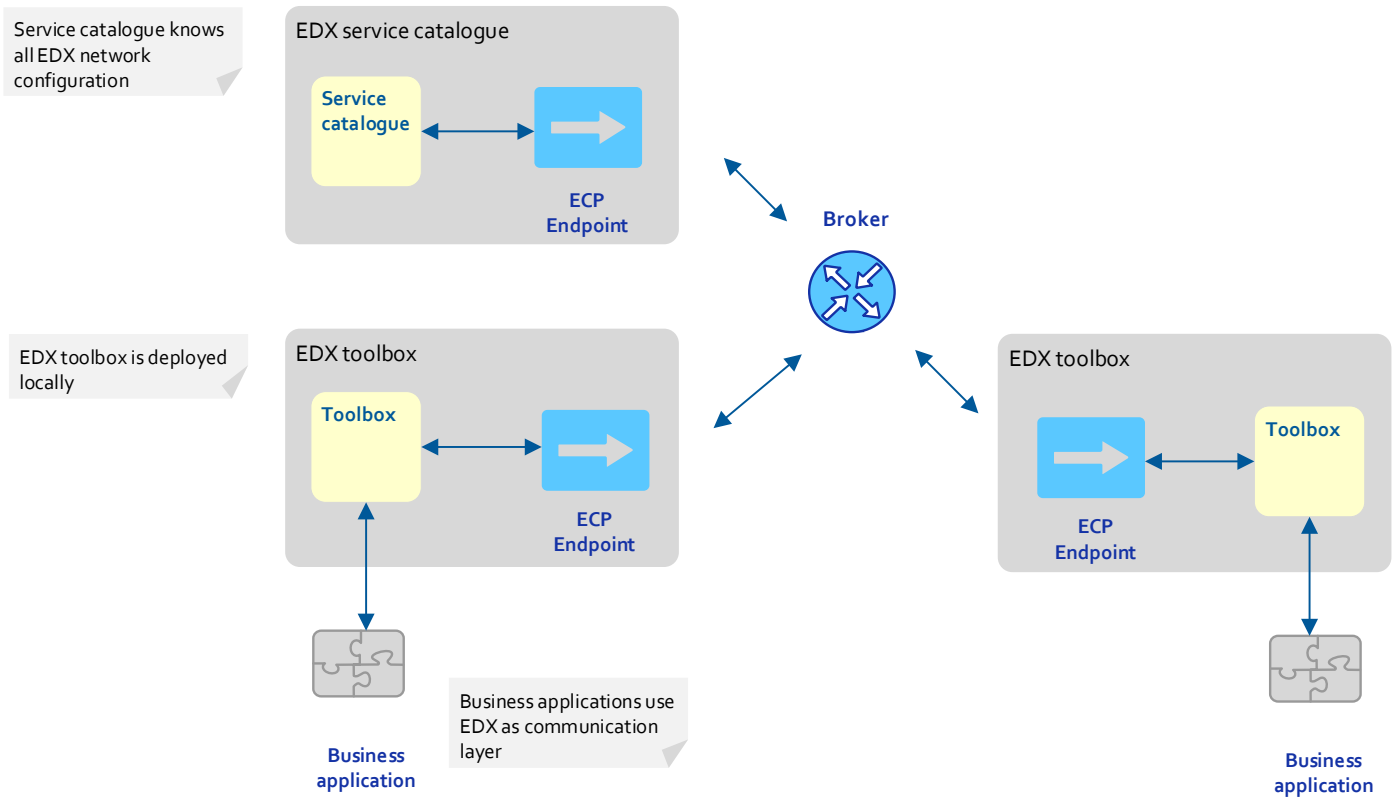 Service catalogue knows
all EDX network
configuration
EDX service catalogue
Service
catalogue
ECP
Endpoint
Broker
EDX toolbox is deployed
locally
EDX toolbox
Toolbox
ECP
Endpoint
EDX toolbox
ECP
Endpoint
Toolbox
Business applications use
EDX as communication
layer
Business
application
Business
application